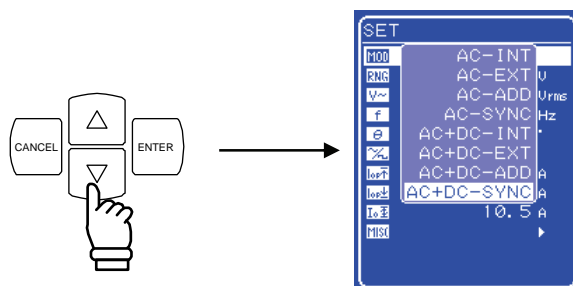 CANCEL
ENTER
SET
MOD AC-INT
RNG AC-EXT V
V~ AC-ADD Vrms
f AC-SYNC Hz
θ AC+DC-INT °
AC+DC-EXT
AC+DC-ADD A
AC+DC-SYNC A
10.5 A
MISC